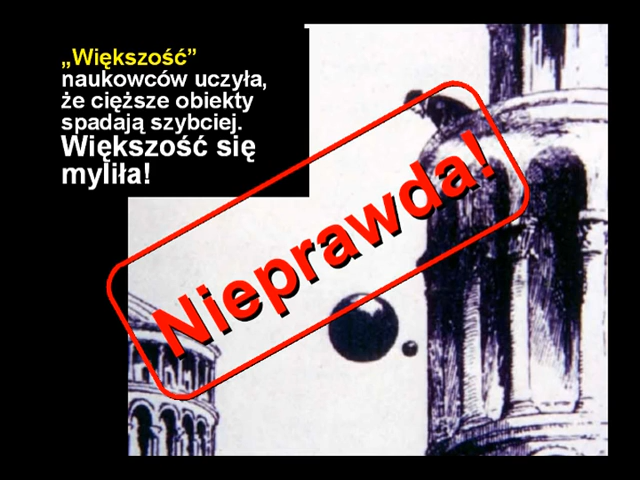 „Większość”
naukowców uczyła,
że cięższe obiekty
spadają szybciej.
Większość się
myliła!
Nieprawda!